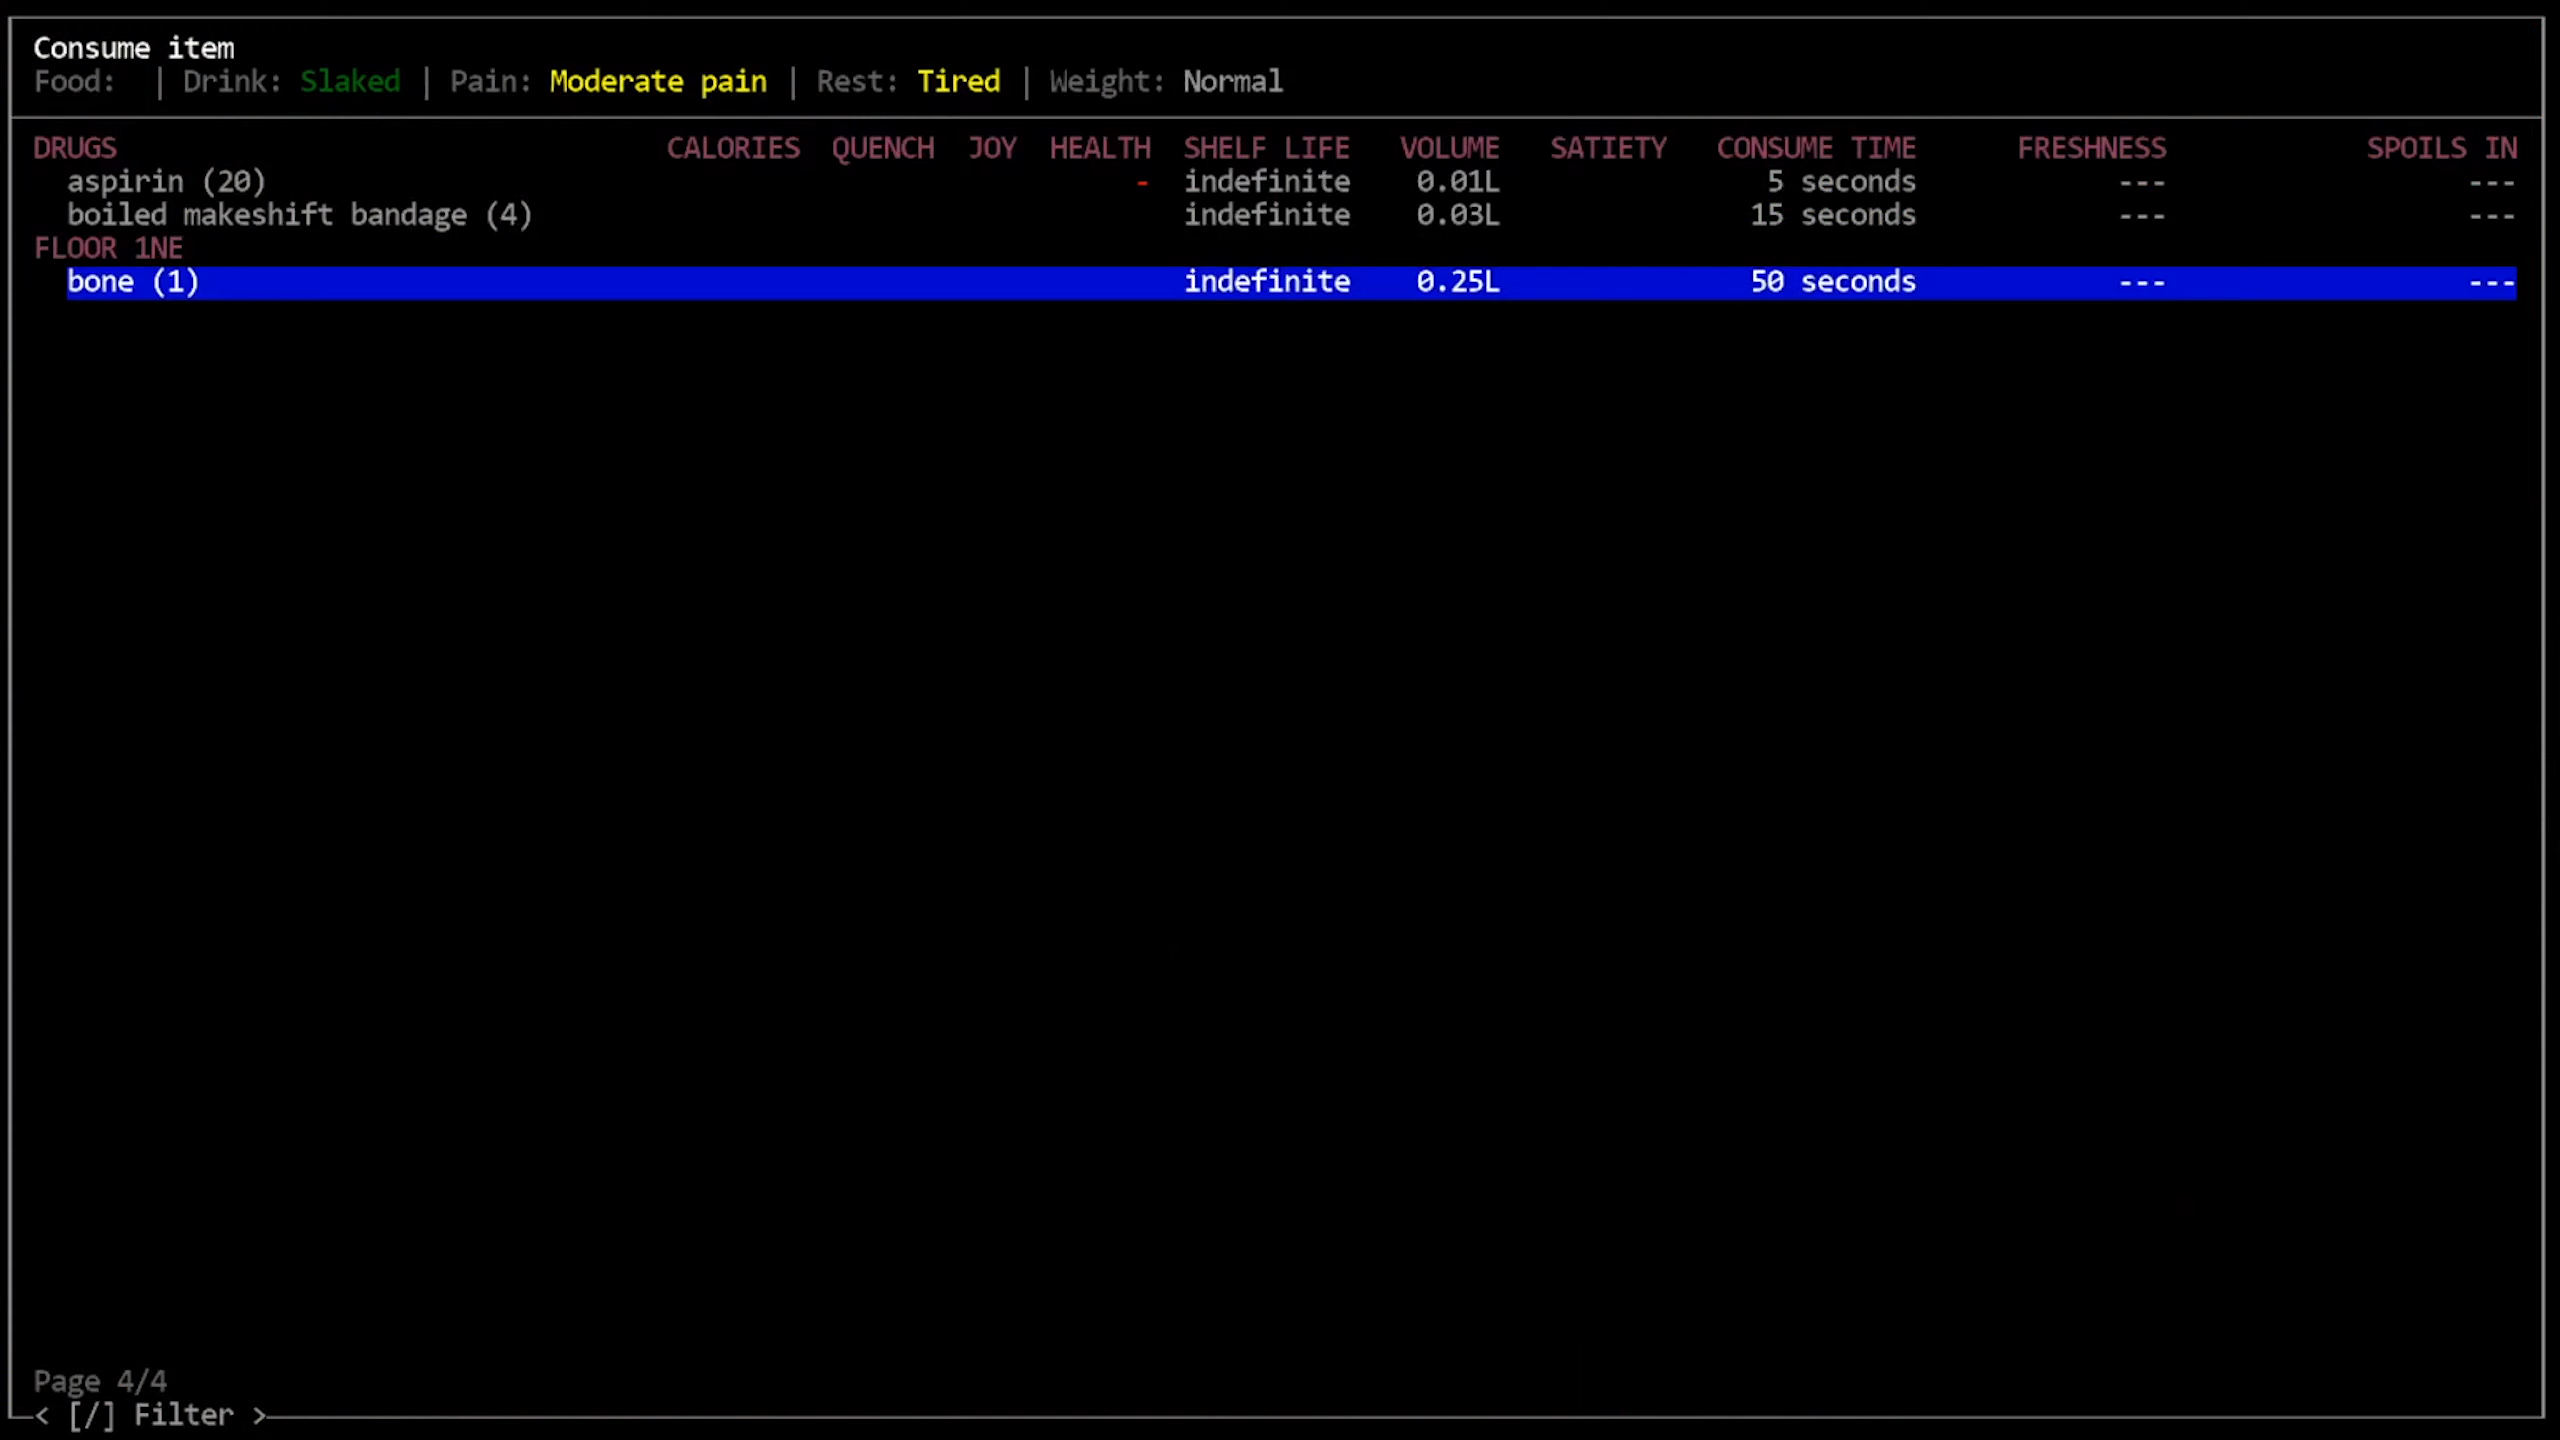 Consume item
Food: | Drink: Slaked | Pain: Moderate pain | Rest: Tired | Weight: Normal
DRUGS CALORIES QUENCH JOY HEALTH SHELF LIFE VOLUME SATIETY CONSUME TIME FRESHNESS SPOILS IN
aspirin (20) - indefinite 0.01L 5 seconds --- ---
boiled makeshift bandage (4) indefinite 0.03L 15 seconds --- ---
FLOOR 1NE
bone (1) indefinite 0.25L 50 seconds --- ---
Page 4/4
< [/] Filter >